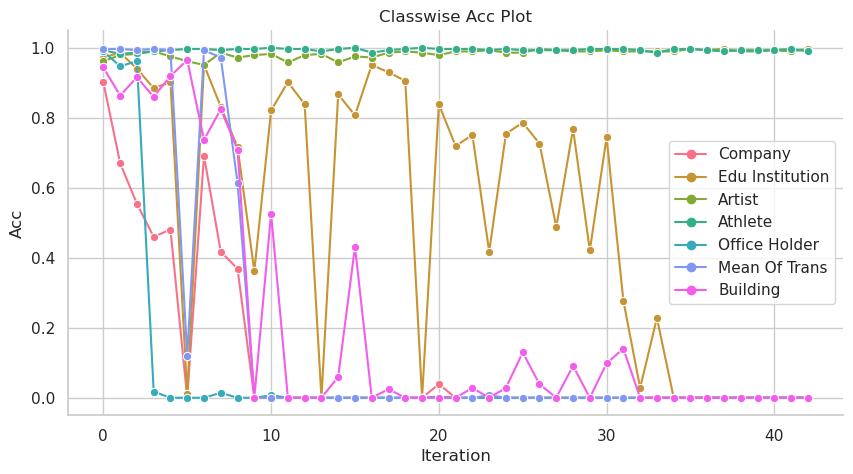 Classwise Acc Plot
1.0
0.8
0.6
0.4
0.2
0.0
Acc
Company
Edu Institution
Artist
Athlete
Office Holder
Mean Of Trans
Building
0
10
20
30
40
Iteration